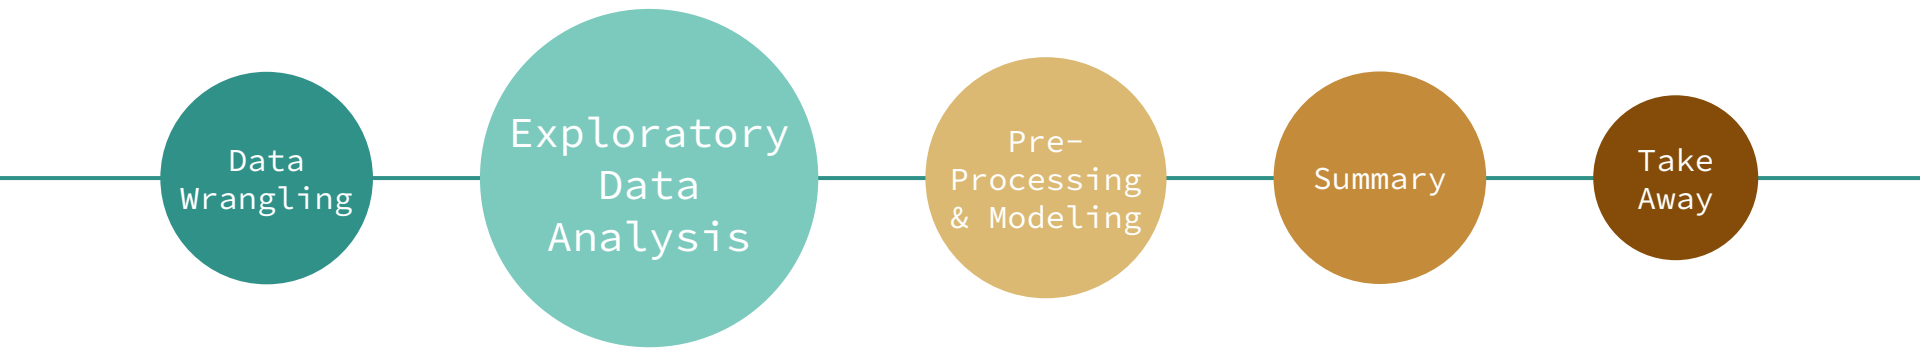 Data
Wrangling
Exploratory
Data
Analysis
Pre-
Processing
& Modeling
Summary
Take
Away